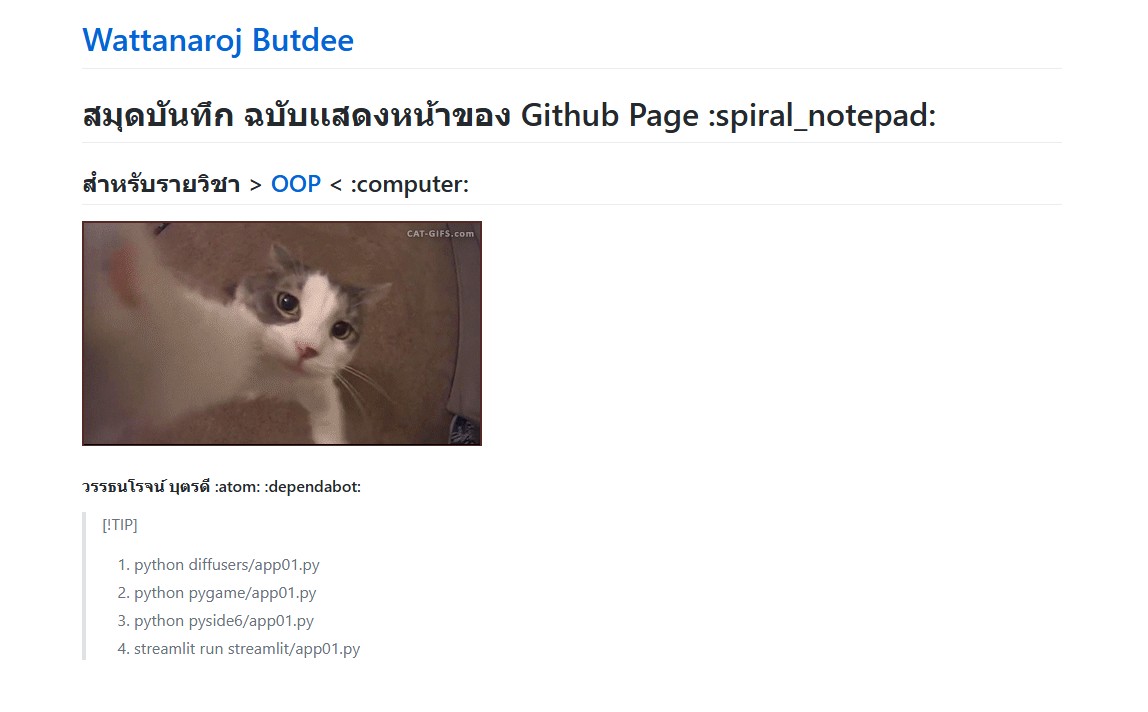 Wattanaroj Butdee
สมุดบันทึก ฉบับแสดงหน้าของ Github Page :spiral_notepad:
สำหรับรายวิชา > OOP < :computer:
CAT-GIFS.com
วรรธนโรจน์ บุตรดี :atom: :dependabot:
[!TIP]
1. python diffusers/app01.py
2. python pygame/app01.py
3. python pyside6/app01.py
4. streamlit run streamlit/app01.py